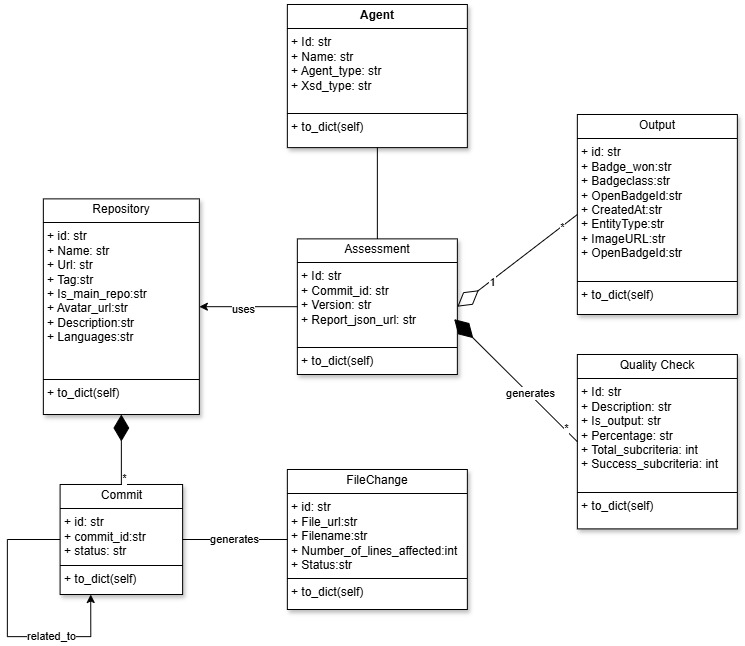 Agent
+ Id: str
+ Name: str
+ Agent_type: str
+ Xsd_type: str
+ to_dict(self)
Output
+ id: str
+ Badge_won:str
+ Badgeclass:str
+ OpenBadgeId:str
+ CreatedAt:str
+ EntityType:str
+ ImageURL:str
+ OpenBadgeId:str
+ to_dict(self)
Repository
+ id: str
+ Name: str
+ Url: str
+ Tag:str
+ Is_main_repo:str
+ Avatar_url:str
+ Description:str
+ Languages:str
+ to_dict(self)
uses
Assessment
+ Id: str
+ Commit_id: str
+ Version: str
+ Report_json_url: str
+ to_dict(self)
1
*
generates
*
Quality Check
+ Id: str
+ Description: str
+ Is_output: str
+ Percentage: str
+ Total_subcriteria: int
+ Success_subcriteria: int
+ to_dict(self)
*
Commit
+ id: str
+ commit_id:str
+ status: str
+ to_dict(self)
related_to
generates
FileChange
+ id: str
+ File_url:str
+ Filename:str
+ Number_of_lines_affected:int
+ Status:str
+ to_dict(self)